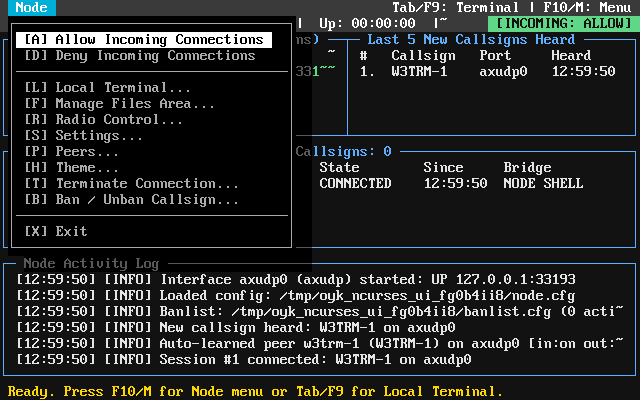 Node
Tab/F9: Terminal | F10/M: Menu
| Up: 00:00:00 |~ [INCOMING: ALLOW]
[A] Allow Incoming Connections
[D] Deny Incoming Connections
[L] Local Terminal...
[F] Manage Files Area...
[R] Radio Control...
[S] Settings...
[P] Peers...
[H] Theme...
[T] Terminate Connection...
[B] Ban / Unban Callsign...
[X] Exit
ns)
~
331~~
Last 5 New Callsigns Heard
# Callsign Port Heard
1. W3TRM-1 axudp0 12:59:50
Callsigns: 0
State Since Bridge
CONNECTED 12:59:50 NODE SHELL
Node Activity Log
[12:59:50] [INFO] Interface axudp0 (axudp) started: UP 127.0.0.1:33193
[12:59:50] [INFO] Loaded config: /tmp/oyk_ncurses_ui_fg0b4ii8/node.cfg
[12:59:50] [INFO] Banlist: /tmp/oyk_ncurses_ui_fg0b4ii8/banlist.cfg (0 acti~
[12:59:50] [INFO] New callsign heard: W3TRM-1 on axudp0
[12:59:50] [INFO] Auto-learned peer w3trm-1 (W3TRM-1) on axudp0 [in:on out:~
[12:59:50] [INFO] Session #1 connected: W3TRM-1 on axudp0
Ready. Press F10/M for Node menu or Tab/F9 for Local Terminal.